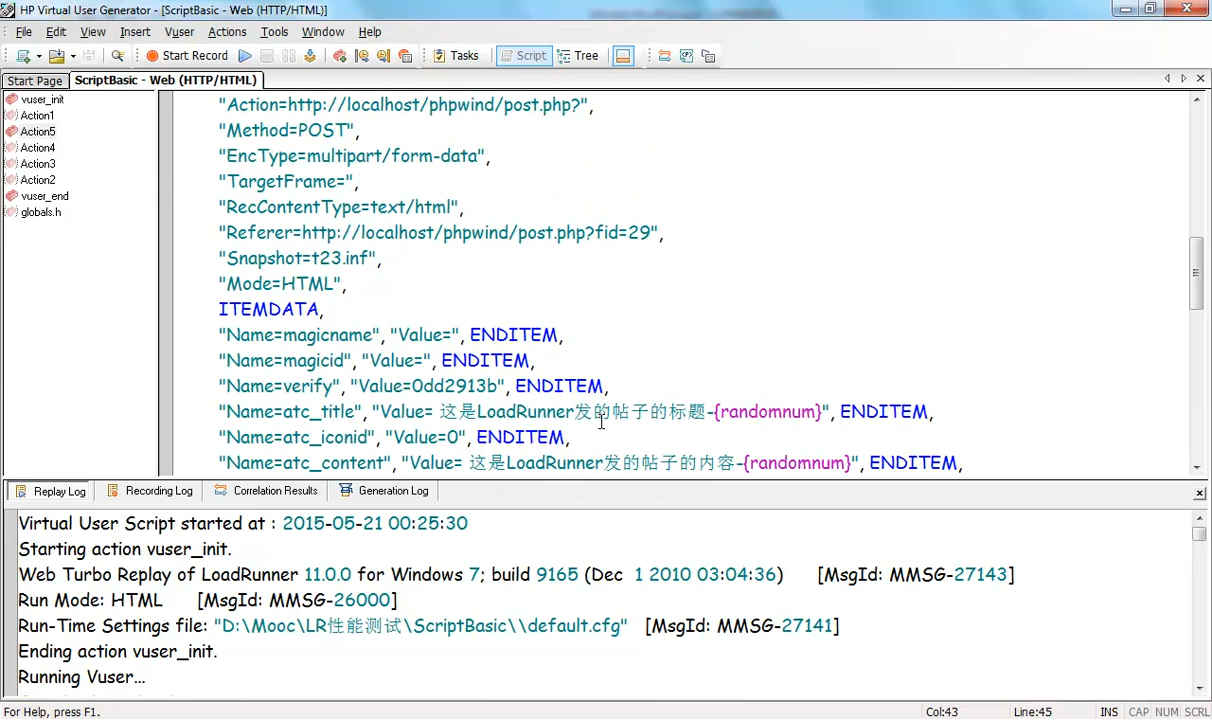 HP Virtual User Generator - [ScriptBasic - Web (HTTP/HTML)]
File Edit View Insert Vuser Actions Tools Window Help
Start Record Tasks Script Tree
Start Page ScriptBasic - Web (HTTP/HTML)
vuser_init
Action1
Action5
Action4
Action3
Action2
vuser_end
globals.h
"Action=http://localhost/phpwind/post.php?",
"Method=POST",
"EncType=multipart/form-data",
"TargetFrame=",
"RecContentType=text/html",
"Referer=http://localhost/phpwind/post.php?fid=29",
"Snapshot=t23.inf",
"Mode=HTML",
ITEMDATA,
"Name=magicname", "Value=", ENDITEM,
"Name=magicid", "Value=", ENDITEM,
"Name=verify", "Value=0dd2913b", ENDITEM,
"Name=atc_title", "Value= 这是LoadRunner发的帖子的标题-{randomnum}", ENDITEM,
"Name=atc_iconid", "Value=0", ENDITEM,
"Name=atc_content", "Value= 这是LoadRunner发的帖子的内容-{randomnum}", ENDITEM,
Replay Log Recording Log Correlation Results Generation Log
Virtual User Script started at : 2015-05-21 00:25:30
Starting action vuser_init.
Web Turbo Replay of LoadRunner 11.0.0 for Windows 7; build 9165 (Dec 1 2010 03:04:36) [MsgId: MMSG-27143]
Run Mode: HTML [MsgId: MMSG-26000]
Run-Time Settings file: "D:\Mooc\LR性能测试\ScriptBasic\\default.cfg" [MsgId: MMSG-27141]
Ending action vuser_init.
Running Vuser...
For Help, press F1. Col:43 Line:45 INS CAP NUM SCRL